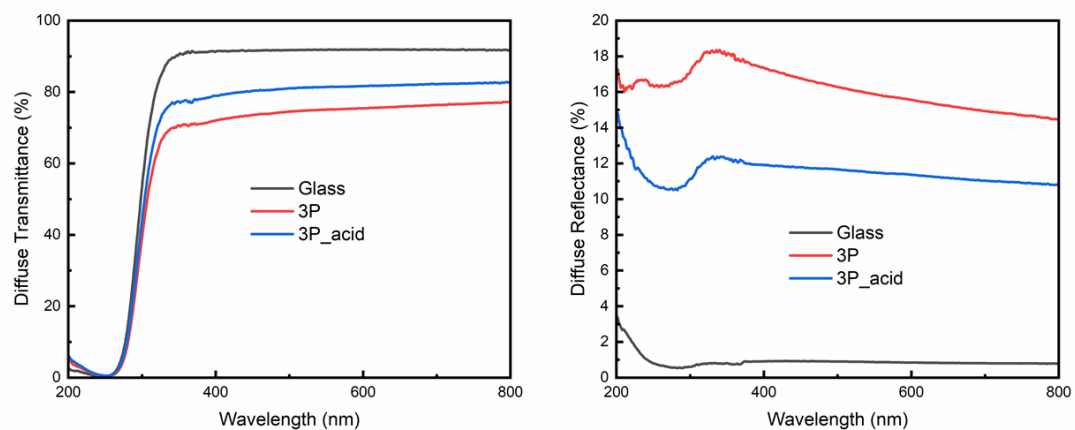 100
80
60
40
20
0
200
400
600
800
Diffuse Transmittance (%)
Wavelength (nm)
Glass
3P
3P_acid
20
18
16
14
12
10
8
6
4
2
0
200
400
600
800
Diffuse Reflectance (%)
Wavelength (nm)
Glass
3P
3P_acid